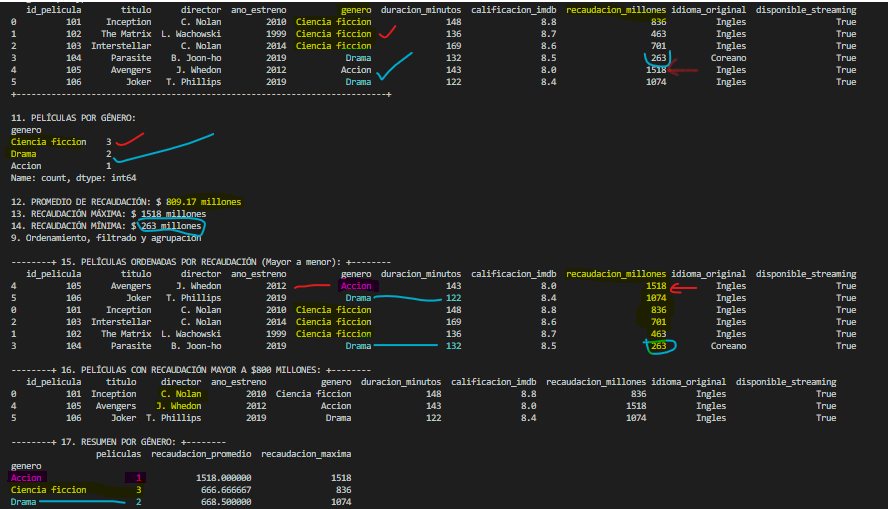 id_pelicula titulo director ano_estreno genero duracion_minutos calificacion_imdb recaudacion_millones idioma_original disponible_streaming
0 101 Inception C. Nolan 2010 Ciencia ficcion 148 8.8 836 Ingles True
1 102 The Matrix L. Wachowski 1999 Ciencia ficcion 136 8.7 463 Ingles True
2 103 Interstellar C. Nolan 2014 Ciencia ficcion 169 8.6 701 Ingles True
3 104 Parasite B. Joon-ho 2019 Drama 132 8.5 263 Coreano True
4 105 Avengers J. Whedon 2012 Accion 143 8.0 1518 Ingles True
5 106 Joker T. Phillips 2019 Drama 122 8.4 1074 Ingles True
+-----------------------------------------------------------------------+
11. PELÍCULAS POR GÉNERO:
genero
Ciencia ficcion 3
Drama 2
Accion 1
Name: count, dtype: int64
12. PROMEDIO DE RECAUDACIÓN: $ 809.17 millones
13. RECAUDACIÓN MÁXIMA: $ 1518 millones
14. RECAUDACIÓN MÍNIMA: $ 263 millones
9. Ordenamiento, filtrado y agrupacion
--------+ 15. PELÍCULAS ORDENADAS POR RECAUDACIÓN (Mayor a menor): +--------
id_pelicula titulo director ano_estreno genero duracion_minutos calificacion_imdb recaudacion_millones idioma_original disponible_streaming
4 105 Avengers J. Whedon 2012 Accion 143 8.0 1518 Ingles True
5 106 Joker T. Phillips 2019 Drama 122 8.4 1074 Ingles True
0 101 Inception C. Nolan 2010 Ciencia ficcion 148 8.8 836 Ingles True
2 103 Interstellar C. Nolan 2014 Ciencia ficcion 169 8.6 701 Ingles True
1 102 The Matrix L. Wachowski 1999 Ciencia ficcion 136 8.7 463 Ingles True
3 104 Parasite B. Joon-ho 2019 Drama 132 8.5 263 Coreano True
--------+ 16. PELÍCULAS CON RECAUDACIÓN MAYOR A $800 MILLONES: +--------
id_pelicula titulo director ano_estreno genero duracion_minutos calificacion_imdb recaudacion_millones idioma_original disponible_streaming
0 101 Inception C. Nolan 2010 Ciencia ficcion 148 8.8 836 Ingles True
4 105 Avengers J. Whedon 2012 Accion 143 8.0 1518 Ingles True
5 106 Joker T. Phillips 2019 Drama 122 8.4 1074 Ingles True
--------+ 17. RESUMEN POR GÉNERO: +--------
peliculas recaudacion_promedio recaudacion_maxima
genero
Accion 1 1518.000000 1518
Ciencia ficcion 3 666.666667 836
Drama 2 668.500000 1074